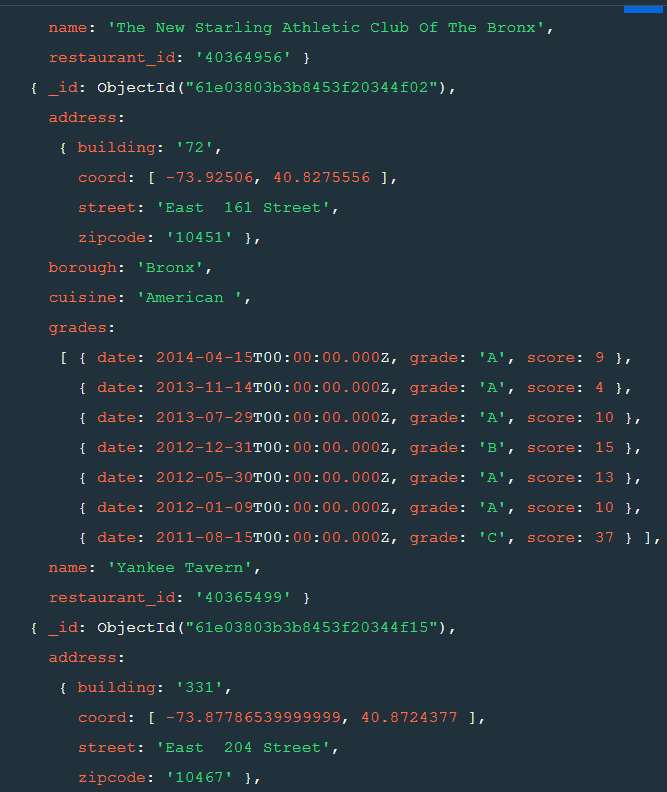 name: 'The New Starling Athletic Club Of The Bronx',
restaurant_id: '40364956' }
{ _id: ObjectId("61e03803b3b8453f20344f02"),
address:
{ building: '72',
coord: [ -73.92506, 40.8275556 ],
street: 'East  161 Street',
zipcode: '10451' },
borough: 'Bronx',
cuisine: 'American ',
grades:
[ { date: 2014-04-15T00:00:00.000Z, grade: 'A', score: 9 },
{ date: 2013-11-14T00:00:00.000Z, grade: 'A', score: 4 },
{ date: 2013-07-29T00:00:00.000Z, grade: 'A', score: 10 },
{ date: 2012-12-31T00:00:00.000Z, grade: 'B', score: 15 },
{ date: 2012-05-30T00:00:00.000Z, grade: 'A', score: 13 },
{ date: 2012-01-09T00:00:00.000Z, grade: 'A', score: 10 },
{ date: 2011-08-15T00:00:00.000Z, grade: 'C', score: 37 } ],
name: 'Yankee Tavern',
restaurant_id: '40365499' }
{ _id: ObjectId("61e03803b3b8453f20344f15"),
address:
{ building: '331',
coord: [ -73.87786539999999, 40.8724377 ],
street: 'East  204 Street',
zipcode: '10467' },